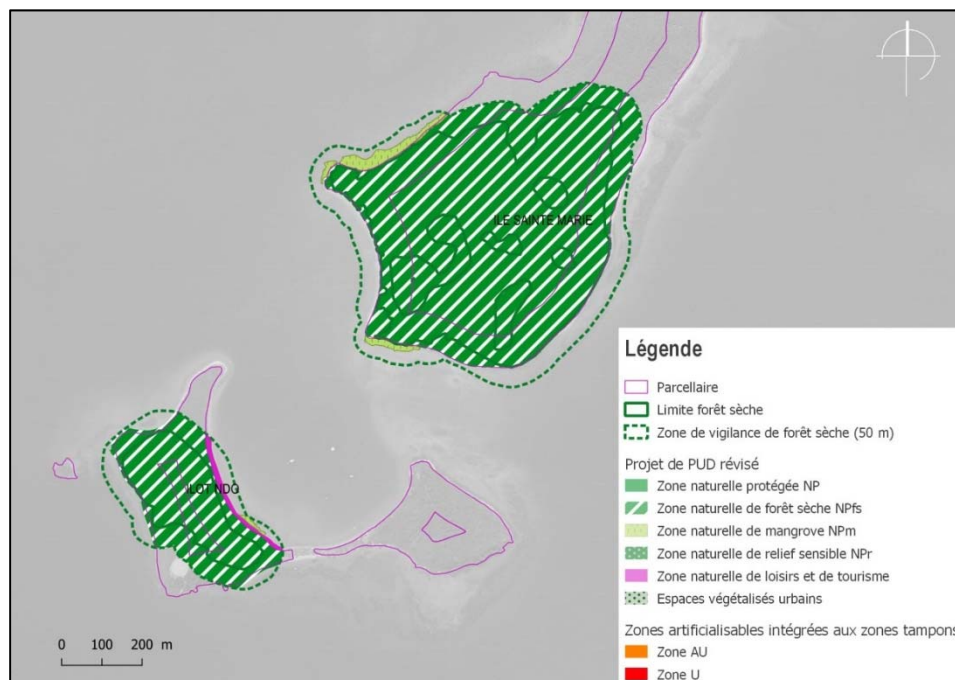 ILE SAINTE MARIE
ILOT NDG
0 100 200 m
Légende
Parcellaire
Limite forêt sèche
Zone de vigilance de forêt sèche (50 m)
Projet de PUD révisé
Zone naturelle protégée NP
Zone naturelle de forêt sèche NPfs
Zone naturelle de mangrove NPm
Zone naturelle de relief sensible NPr
Zone naturelle de loisirs et de tourisme
Espaces végétalisés urbains
Zones artificialisables intégrées aux zones tampons
Zone AU
Zone U